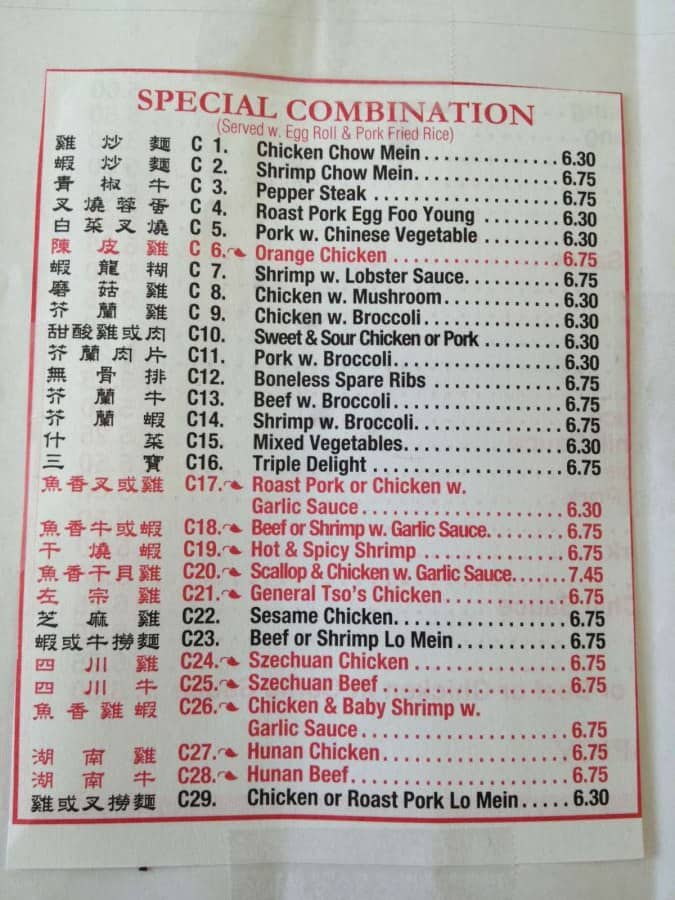 SPECIAL COMBINATION
(Served w. Egg Roll & Pork Fried Rice)
雞炒麵 C 1. Chicken Chow Mein 6.30
蝦炒麵 C 2. Shrimp Chow Mein 6.75
青椒牛 C 3. Pepper Steak 6.75
叉燒蓉蛋 C 4. Roast Pork Egg Foo Young 6.30
白菜叉燒 C 5. Pork w. Chinese Vegetable 6.30
陳皮雞 C 6. Orange Chicken 6.75
蝦龍糊 C 7. Shrimp w. Lobster Sauce 6.75
磨菇雞 C 8. Chicken w. Mushroom 6.30
芥蘭雞 C 9. Chicken w. Broccoli 6.30
甜酸雞或肉 C10. Sweet & Sour Chicken or Pork 6.30
芥蘭肉片 C11. Pork w. Broccoli 6.30
無骨排 C12. Boneless Spare Ribs 6.75
芥蘭牛 C13. Beef w. Broccoli 6.75
芥蘭蝦 C14. Shrimp w. Broccoli 6.75
什菜 C15. Mixed Vegetables 6.30
三寶 C16. Triple Delight 6.75
魚香叉或雞 C17. Roast Pork or Chicken w.
Garlic Sauce 6.30
魚香牛或蝦 C18. Beef or Shrimp w. Garlic Sauce 6.75
干燒蝦 C19. Hot & Spicy Shrimp 6.75
魚香干貝雞 C20. Scallop & Chicken w. Garlic Sauce 7.45
左宗雞 C21. General Tso's Chicken 6.75
芝麻雞 C22. Sesame Chicken 6.75
蝦或牛撈麵 C23. Beef or Shrimp Lo Mein 6.75
四川雞 C24. Szechuan Chicken 6.75
四川牛 C25. Szechuan Beef 6.75
魚香雞蝦 C26. Chicken & Baby Shrimp w.
Garlic Sauce 6.75
湖南雞 C27. Hunan Chicken 6.75
湖南牛 C28. Hunan Beef 6.75
雞或叉撈麵 C29. Chicken or Roast Pork Lo Mein 6.30